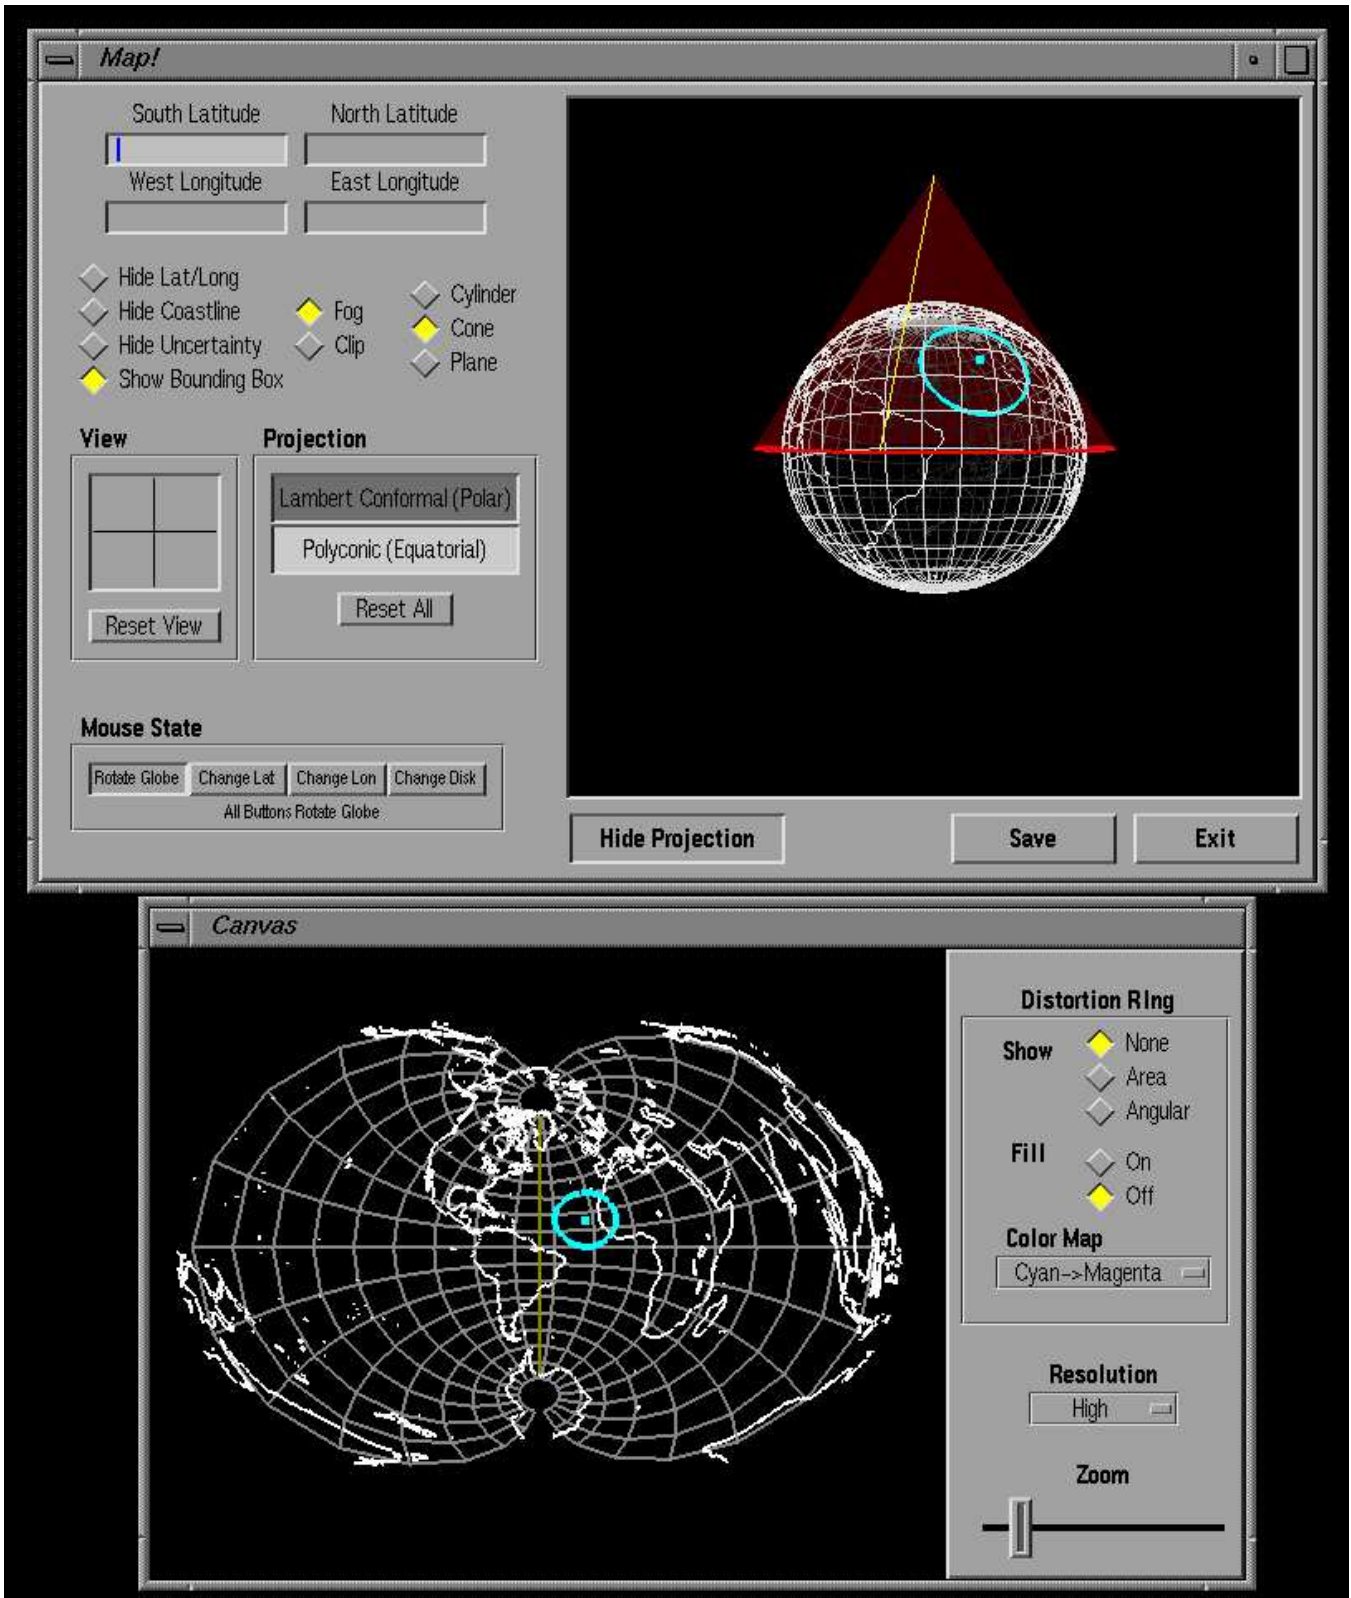 Map!
South Latitude
North Latitude
West Longitude
East Longitude
Hide Lat/Long
Hide Coastline
Hide Uncertainty
Show Bounding Box
Fog
Clip
Cylinder
Cone
Plane
View
Reset View
Projection
Lambert Conformal (Polar)
Polyconic (Equatorial)
Reset All
Mouse State
Rotate Globe
Change Lat
Change Lon
Change Disk
All Buttons Rotate Globe
Hide Projection
Save
Exit
Canvas
Distortion RIng
Show
None
Area
Angular
Fill
On
Off
Color Map
Cyan->Magenta
Resolution
High
Zoom